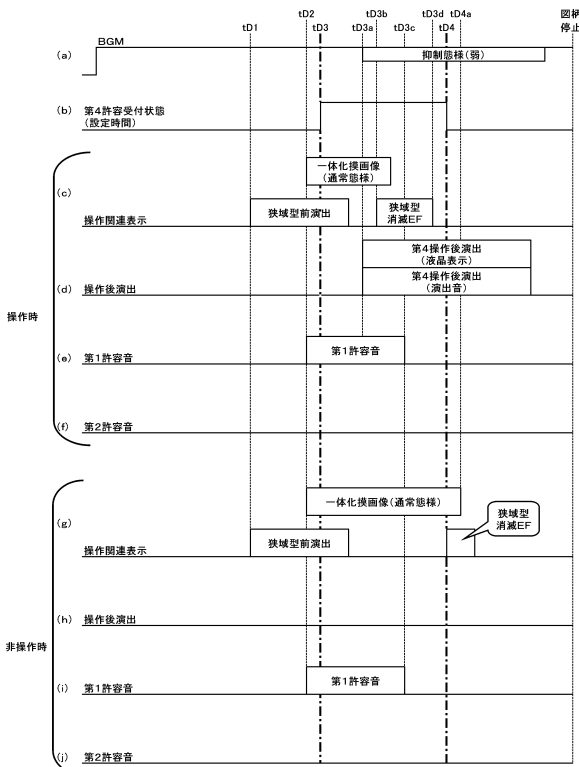 tD2 tD3b tD3d tD4a 図柄
tD1 tD3 tD3a tD3c tD4 停止
(a) BGM
抑制態様(弱)
(b) 第4許容受付状態
(設定時間)
一体化摸画像
(通常態様)
(c) 狭域型前演出 狭域型
消滅EF
操作関連表示
第4操作後演出
(液晶表示)
第4操作後演出
(演出音)
(d) 操作後演出
操作時
(e) 第1許容音 第1許容音
(f) 第2許容音
一体化摸画像(通常態様)
狭域型
消滅EF
(g) 狭域型前演出
操作関連表示
(h) 操作後演出
非操作時
(i) 第1許容音 第1許容音
(j) 第2許容音